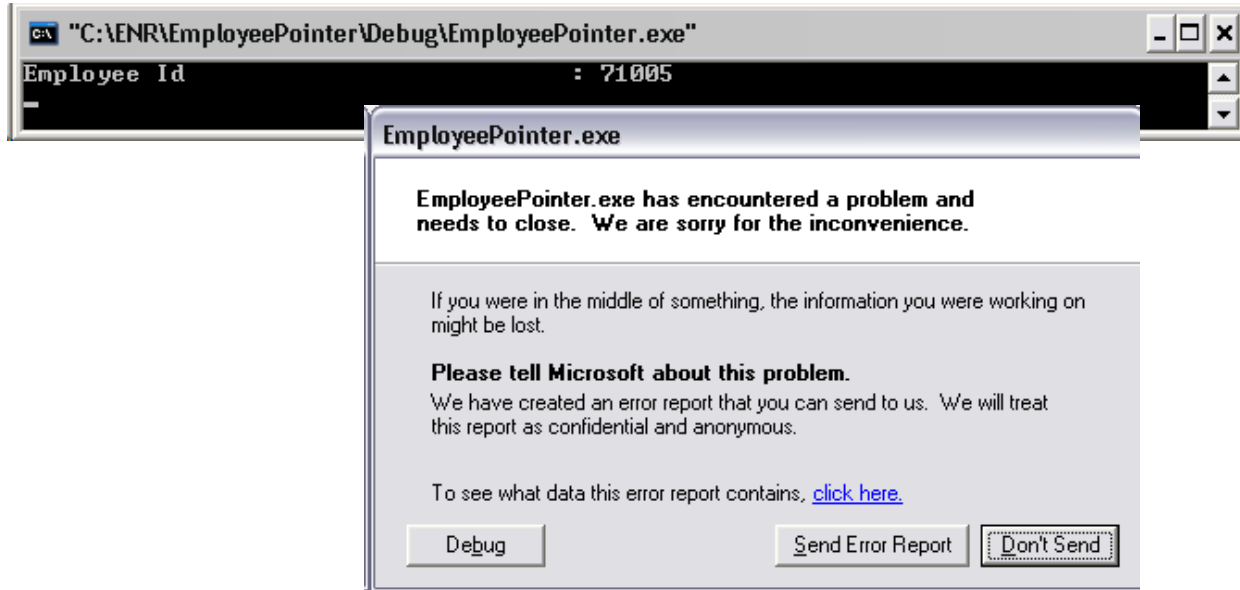 "C:\ENR\EmployeePointer\Debug\EmployeePointer.exe"
Employee Id : 71005
EmployeePointer.exe
EmployeePointer.exe has encountered a problem and
needs to close. We are sorry for the inconvenience.
If you were in the middle of something, the information you were working on
might be lost.
Please tell Microsoft about this problem.
We have created an error report that you can send to us. We will treat
this report as confidential and anonymous.
To see what data this error report contains, click here.
Debug Send Error Report Don't Send